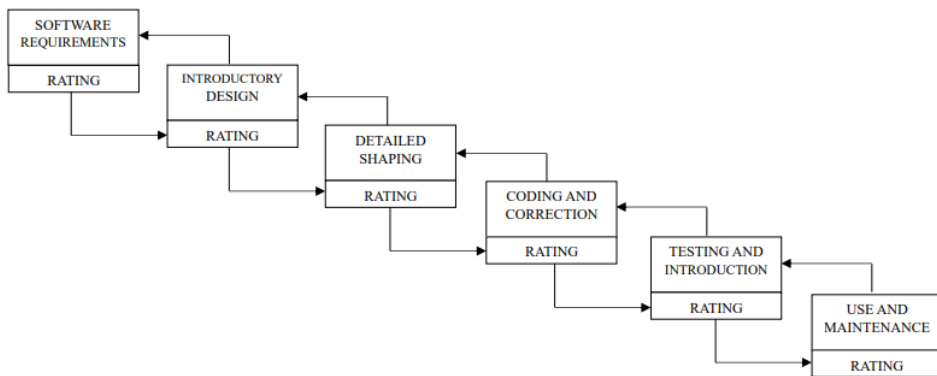 SOFTWARE
REQUIREMENTS
RATING
INTRODUCTORY
DESIGN
RATING
DETAILED
SHAPING
RATING
CODING AND
CORRECTION
RATING
TESTING AND
INTRODUCTION
RATING
USE AND
MAINTENANCE
RATING